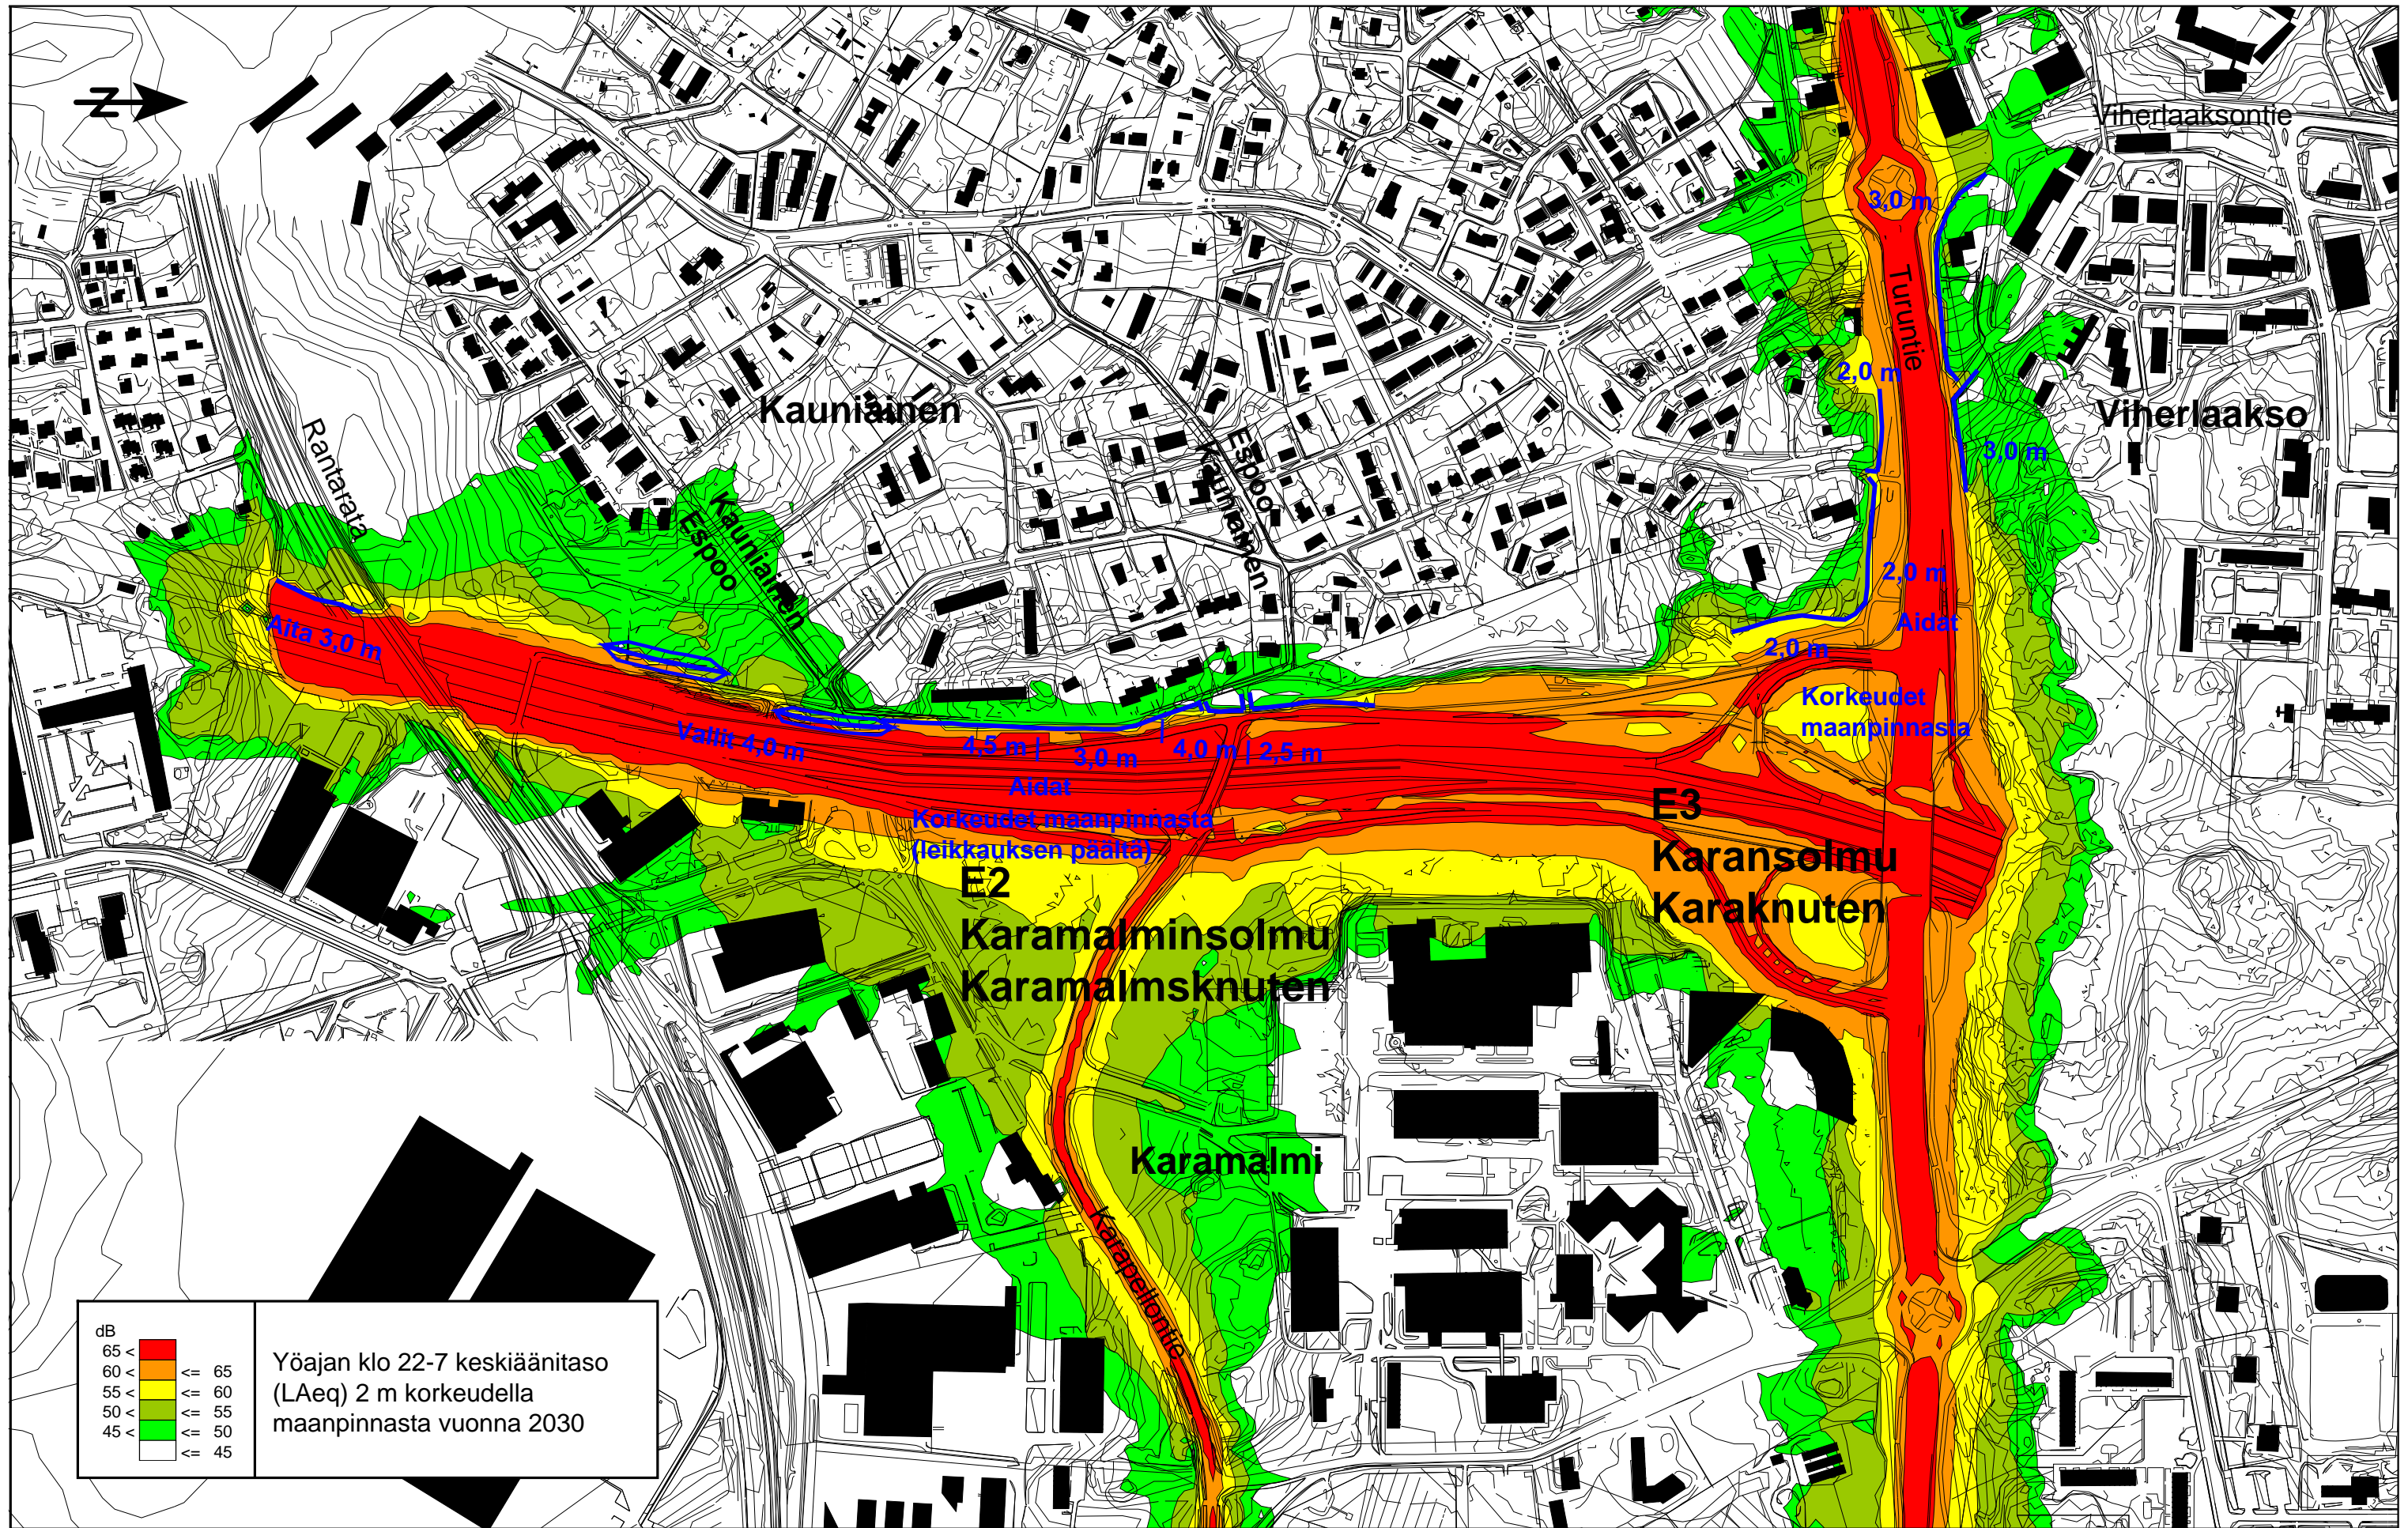 N
Viherlaaksontie
3,0 m
Turuntie
2,0 m
Kauniainen
Viherlaakso
Rantarata
Espoo
Kauniainen
3,0 m
Kauniainen
Espoo
2,0 m
Aita 3,0 m
Aidat
2,0 m
Korkeudet
maanpinnasta
Vallit 4,0 m
4,5 m |
3,0 m
| 4,0 m | 2,5 m
Aidat
Korkeudet maanpinnasta
(leikkauksen päältä)
E3
Karansolmu
Karaknuten
E2
Karamalminsolmu
Karamalmsknuten
Karamalmi
Karapellontie
dB
65 <
60 < <= 65
55 < <= 60
50 < <= 55
45 < <= 50
<= 45
Yöajan klo 22-7 keskiäänitaso
(LAeq) 2 m korkeudella
maanpinnasta vuonna 2030